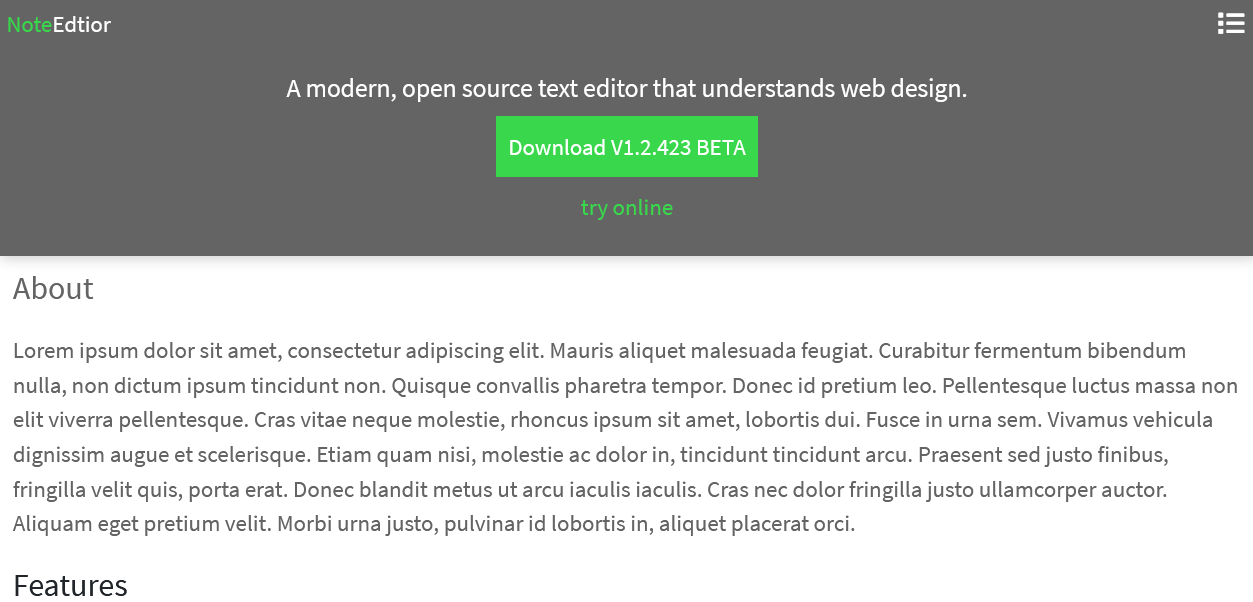 NoteEdtior
A modern, open source text editor that understands web design.
Download V1.2.423 BETA
try online
About
Lorem ipsum dolor sit amet, consectetur adipiscing elit. Mauris aliquet malesuada feugiat. Curabitur fermentum bibendum
nulla, non dictum ipsum tincidunt non. Quisque convallis pharetra tempor. Donec id pretium leo. Pellentesque luctus massa non
elit viverra pellentesque. Cras vitae neque molestie, rhoncus ipsum sit amet, lobortis dui. Fusce in urna sem. Vivamus vehicula
dignissim augue et scelerisque. Etiam quam nisi, molestie ac dolor in, tincidunt tincidunt arcu. Praesent sed justo finibus,
fringilla velit quis, porta erat. Donec blandit metus ut arcu iaculis iaculis. Cras nec dolor fringilla justo ullamcorper auctor.
Aliquam eget pretium velit. Morbi urna justo, pulvinar id lobortis in, aliquet placerat orci.
Features